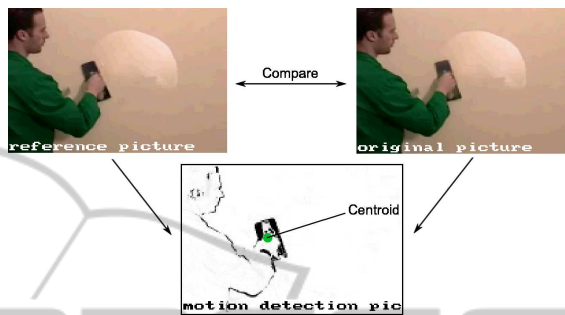 Compare
reference picture
original picture
Centroid
motion detection pic